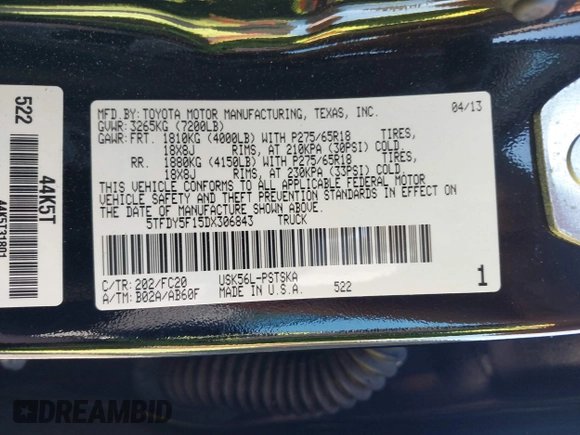 MFD.BY: TOYOTA MOTOR MANUFACTURING, TEXAS, INC. 04/13
GVWR: 3265KG (7200LB)
GAWR: FRT. 1810KG (4000LB) WITH P275/65R18 TIRES,
18X8J RIMS, AT 210KPA (30PSI) COLD.
RR. 1880KG (4150LB) WITH P275/65R18 TIRES,
18X8J RIMS, AT 230KPA (33PSI) COLD.
THIS VEHICLE CONFORMS TO ALL APPLICABLE FEDERAL MOTOR
VEHICLE SAFETY AND THEFT PREVENTION STANDARDS IN EFFECT ON
THE DATE OF MANUFACTURE SHOWN ABOVE.
5TFDY5F15DX306843 TRUCK
C/TR: 202/FC20 USK56L-PSTSKA
A/TM: B02A/AB60F MADE IN U.S.A. 522 1
522
44K5T
44K5T31801
DREAMBID